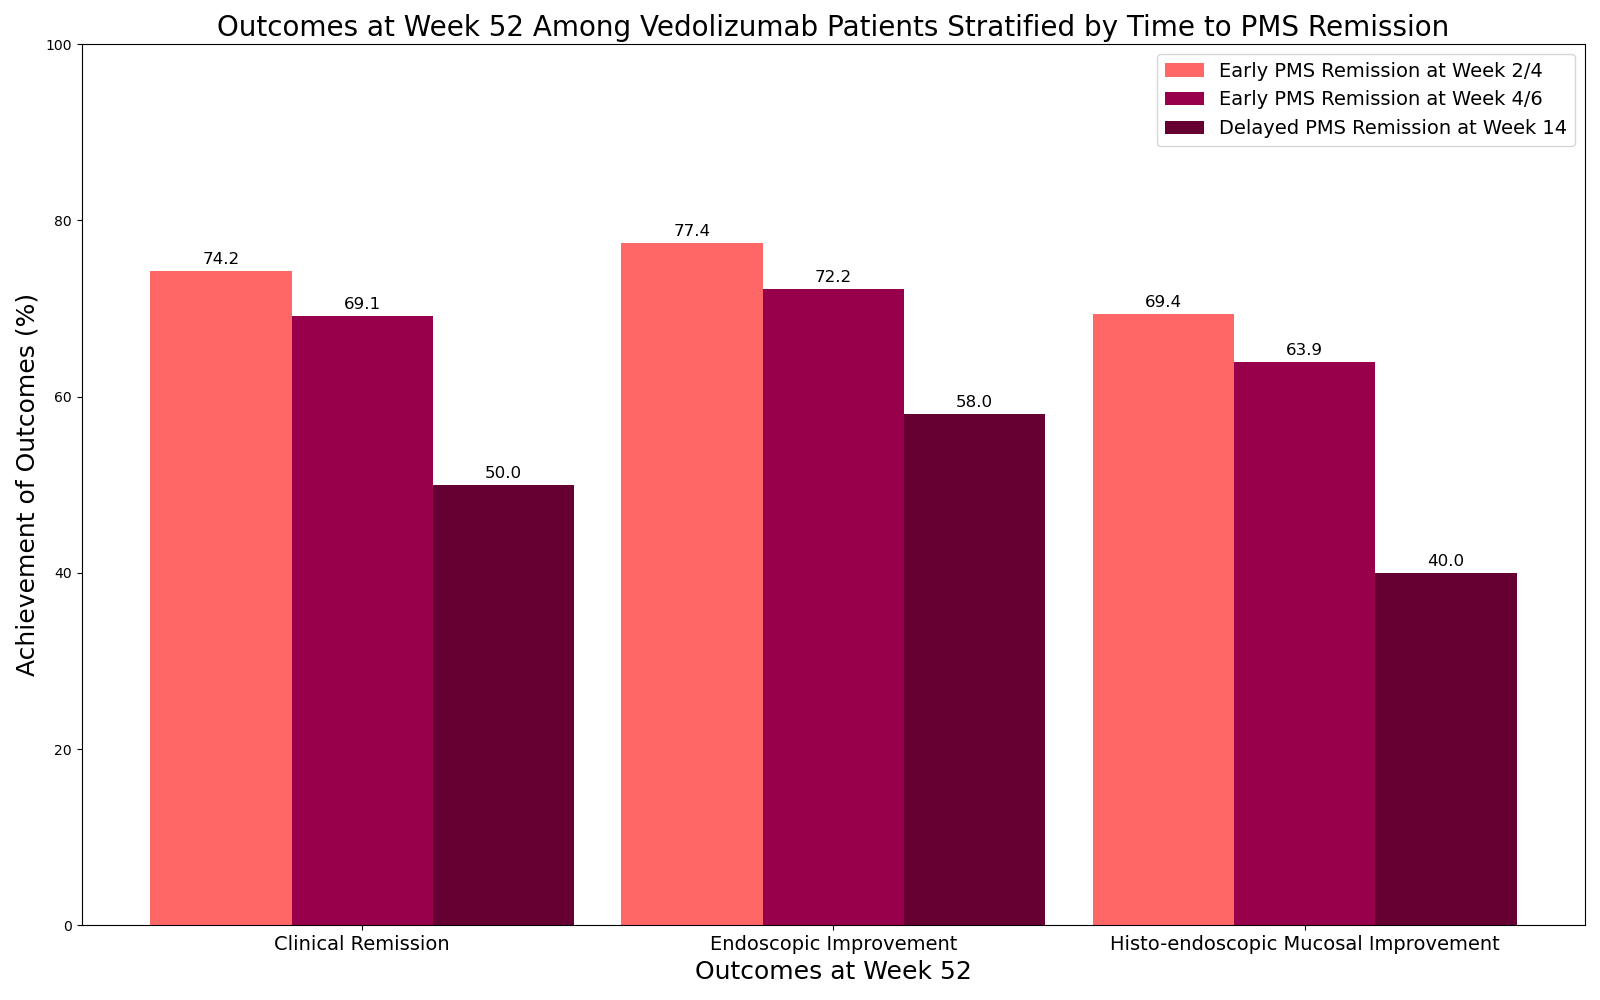 Outcomes at Week 52 Among Vedolizumab Patients Stratified by Time to PMS Remission
Early PMS Remission at Week 2/4
Early PMS Remission at Week 4/6
Delayed PMS Remission at Week 14
Achievement of Outcomes (%)
100
80
60
40
20
0
74.2
69.1
50.0
77.4
72.2
58.0
69.4
63.9
40.0
Clinical Remission
Endoscopic Improvement
Histo-endoscopic Mucosal Improvement
Outcomes at Week 52